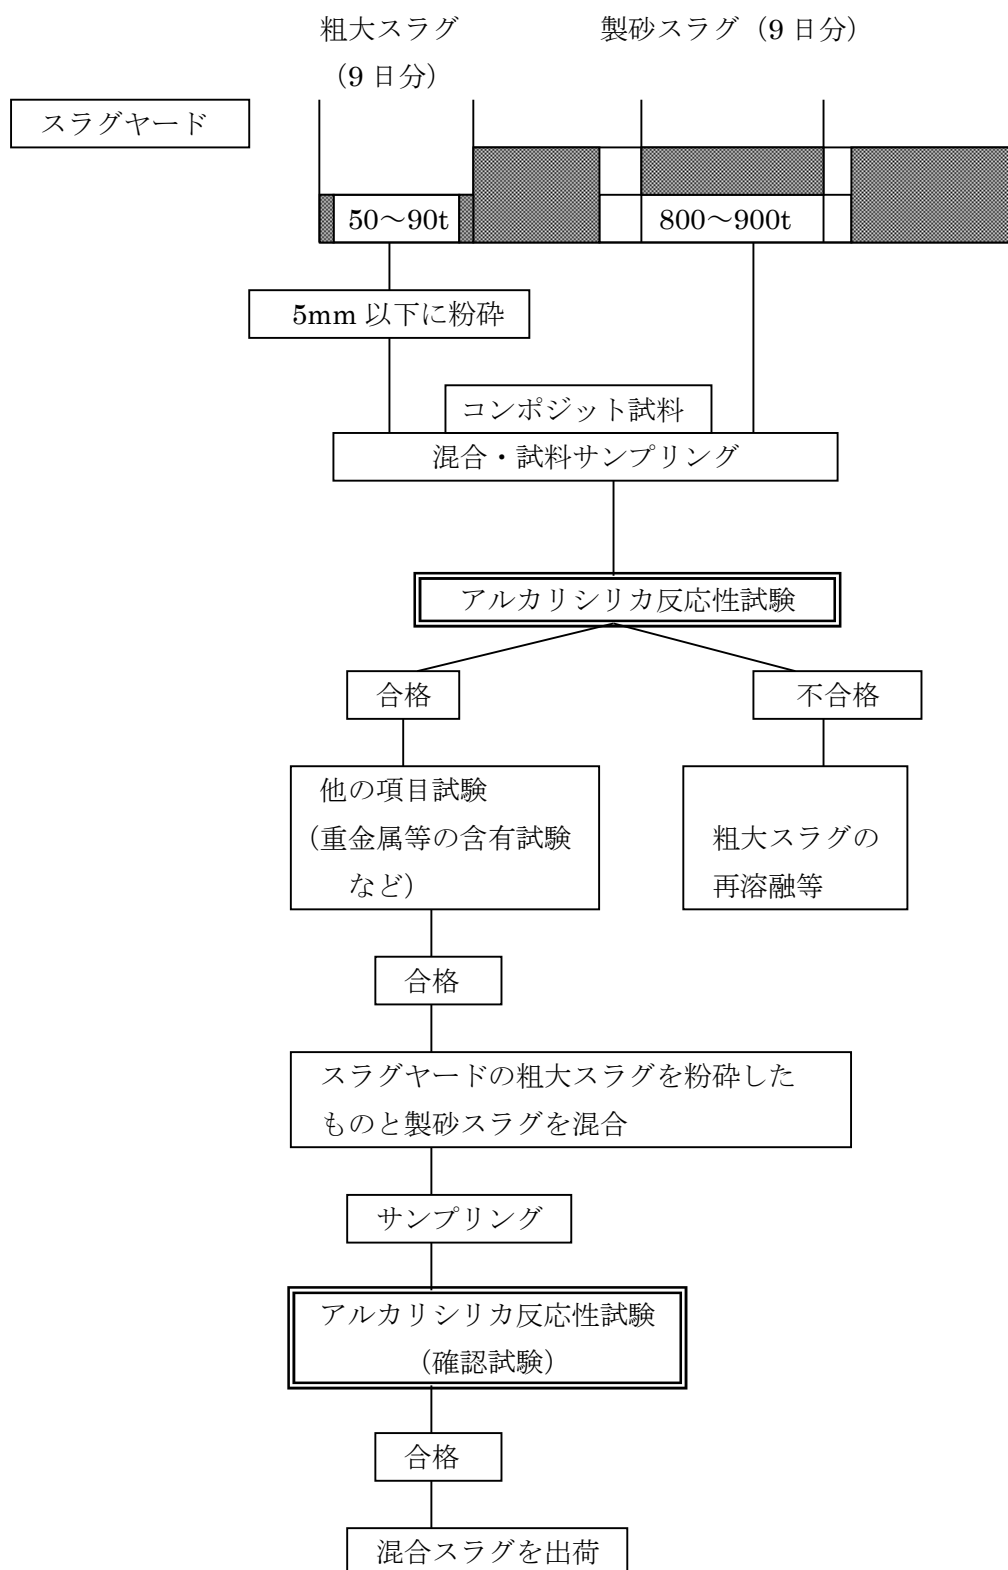 粗大スラグ
(9 日分)
製砂スラグ(9 日分)
スラグヤード
50～90t
800～900t
5mm 以下に粉砕
コンポジット試料
混合・試料サンプリング
アルカリシリカ反応性試験
合格
不合格
他の項目試験
(重金属等の含有試験
など)
粗大スラグの
再溶融等
合格
スラグヤードの粗大スラグを粉砕した
ものと製砂スラグを混合
サンプリング
アルカリシリカ反応性試験
(確認試験)
合格
混合スラグを出荷